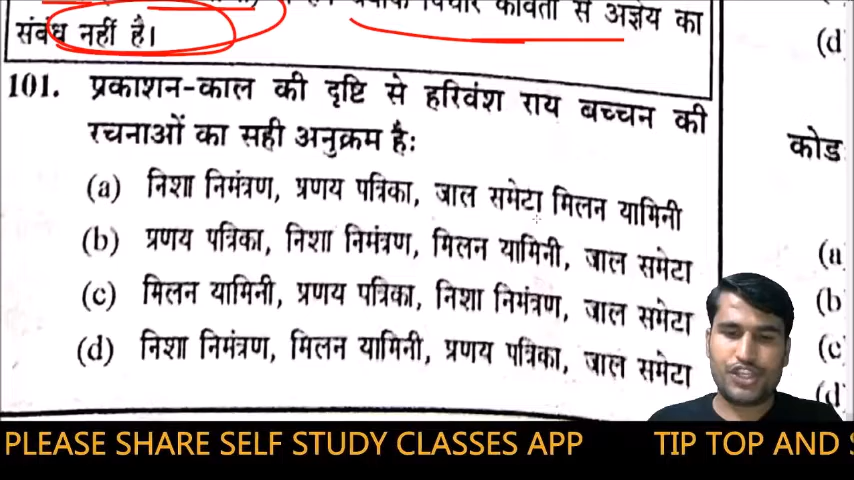 विचार कविता से अज्ञेय का
संबंध नहीं है।
101. प्रकाशन-काल की दृष्टि से हरिवंश राय बच्चन की
रचनाओं का सही अनुक्रम है:
(a) निशा निमंत्रण, प्रणय पत्रिका, जाल समेटा मिलन यामिनी
(b) प्रणय पत्रिका, निशा निमंत्रण, मिलन यामिनी, जाल समेटा
(c) मिलन यामिनी, प्रणय पत्रिका, निशा निमंत्रण, जाल समेटा
(d) निशा निमंत्रण, मिलन यामिनी, प्रणय पत्रिका, जाल समेटा
(d)
कोड
(a
(b
(c
(d
PLEASE SHARE SELF STUDY CLASSES APP TIP TOP AND